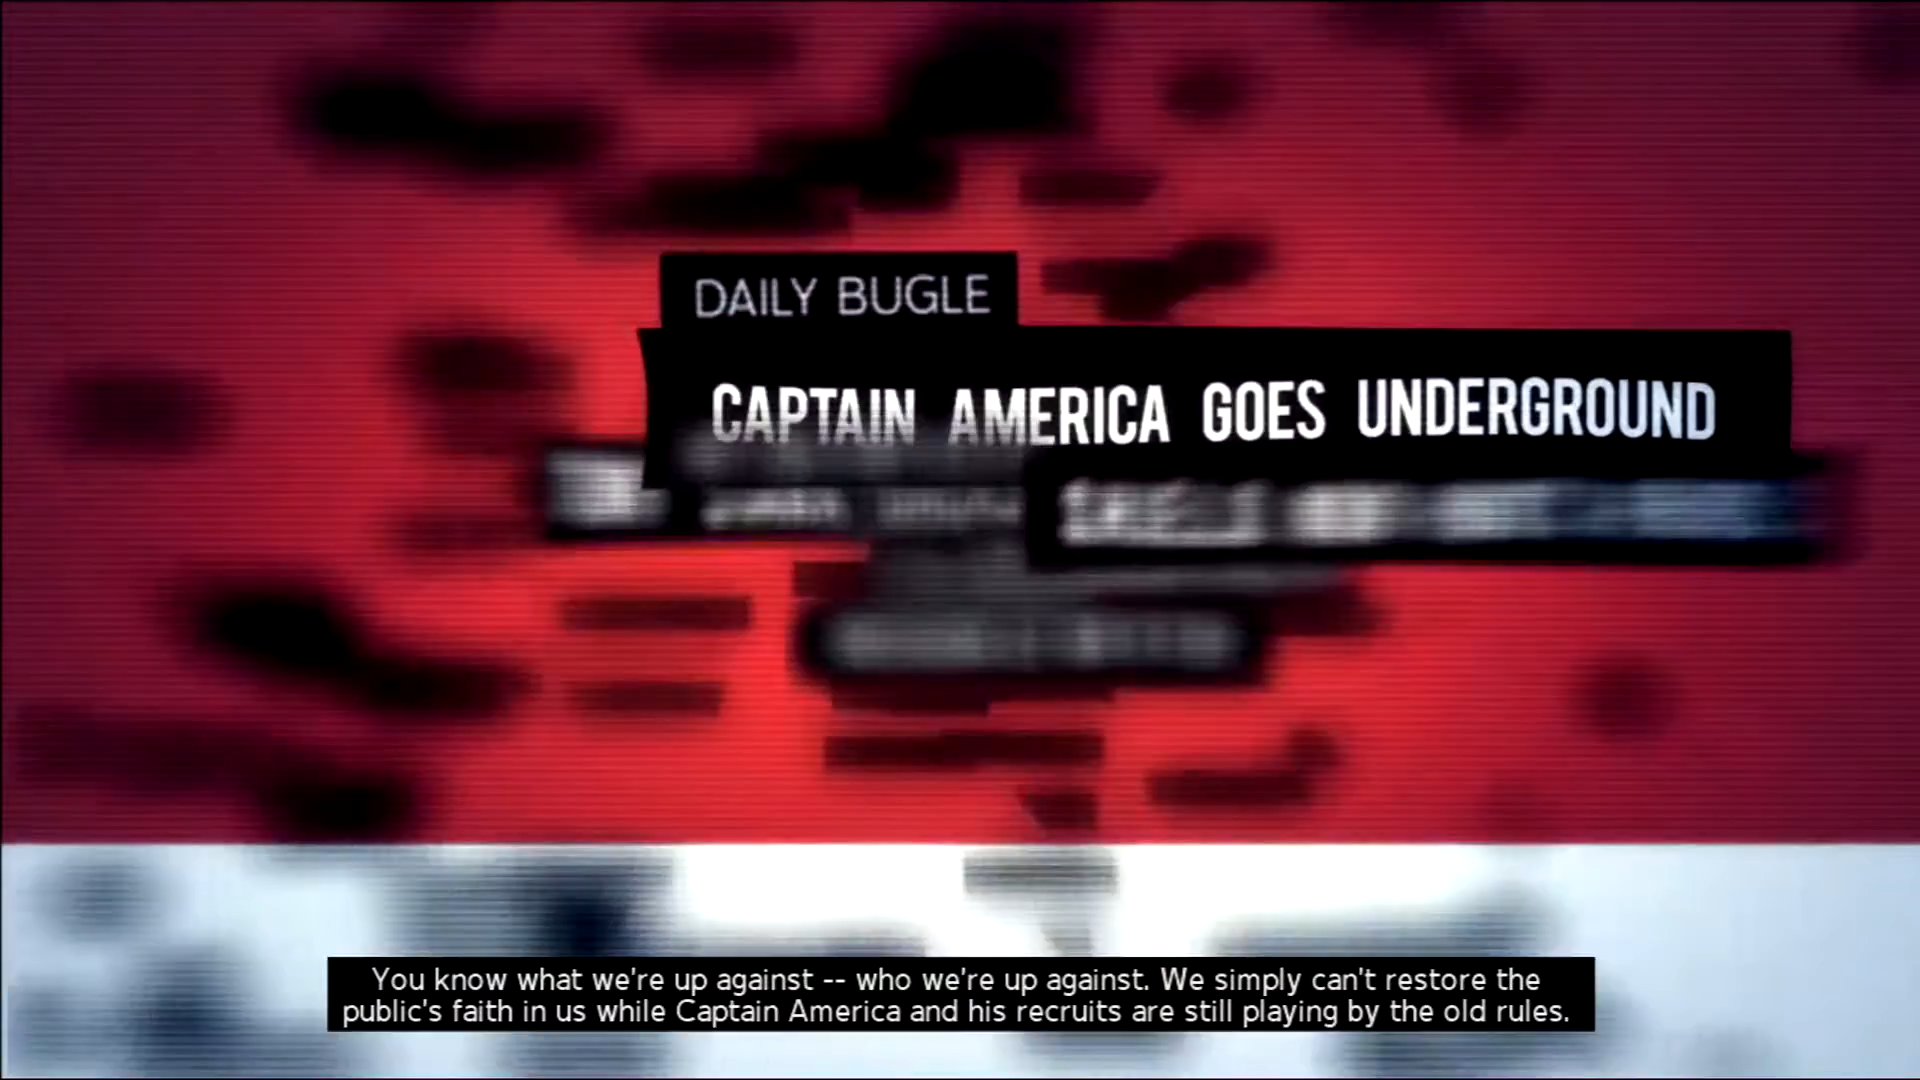 DAILY BUGLE
CAPTAIN AMERICA GOES UNDERGROUND
You know what we're up against -- who we're up against. We simply can't restore the
public's faith in us while Captain America and his recruits are still playing by the old rules.